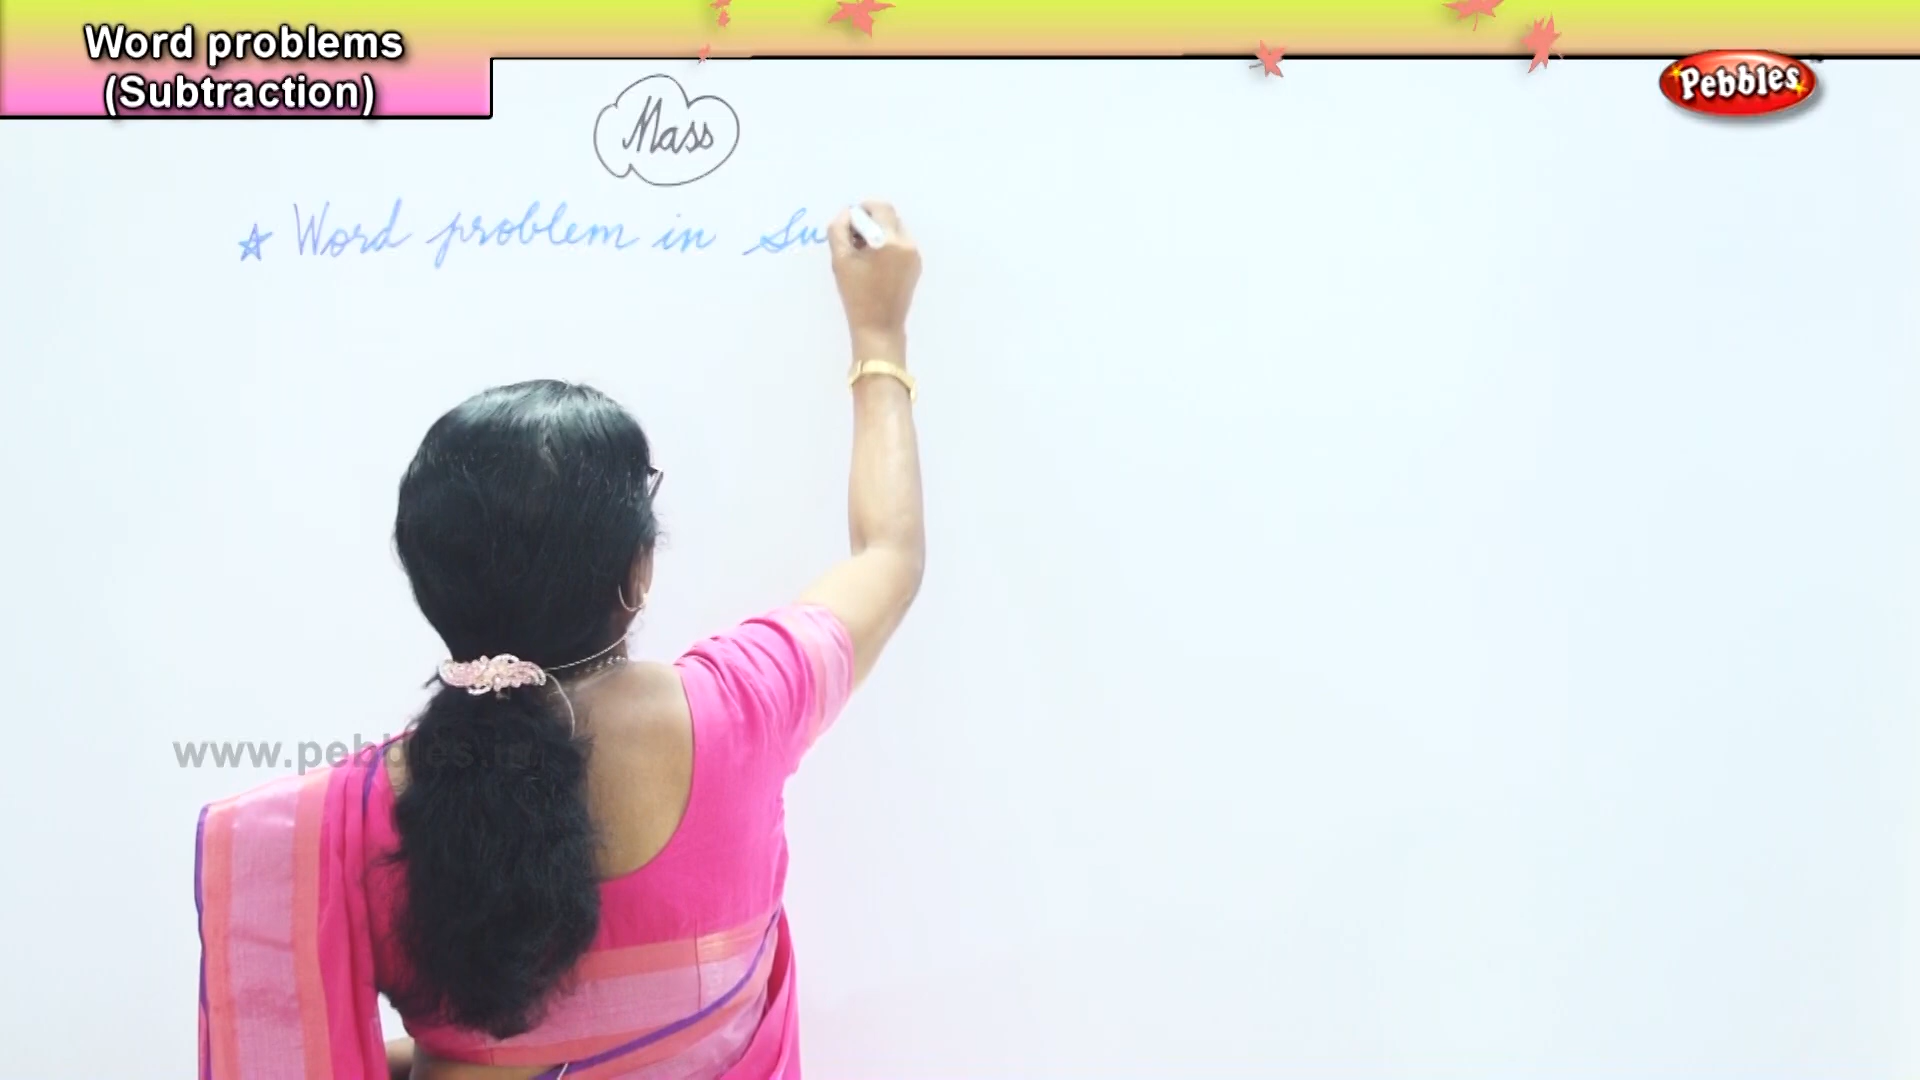 Word problems
(Subtraction)
Pebbles
Mass
☆ Word problem in Su
www.pebbles.in